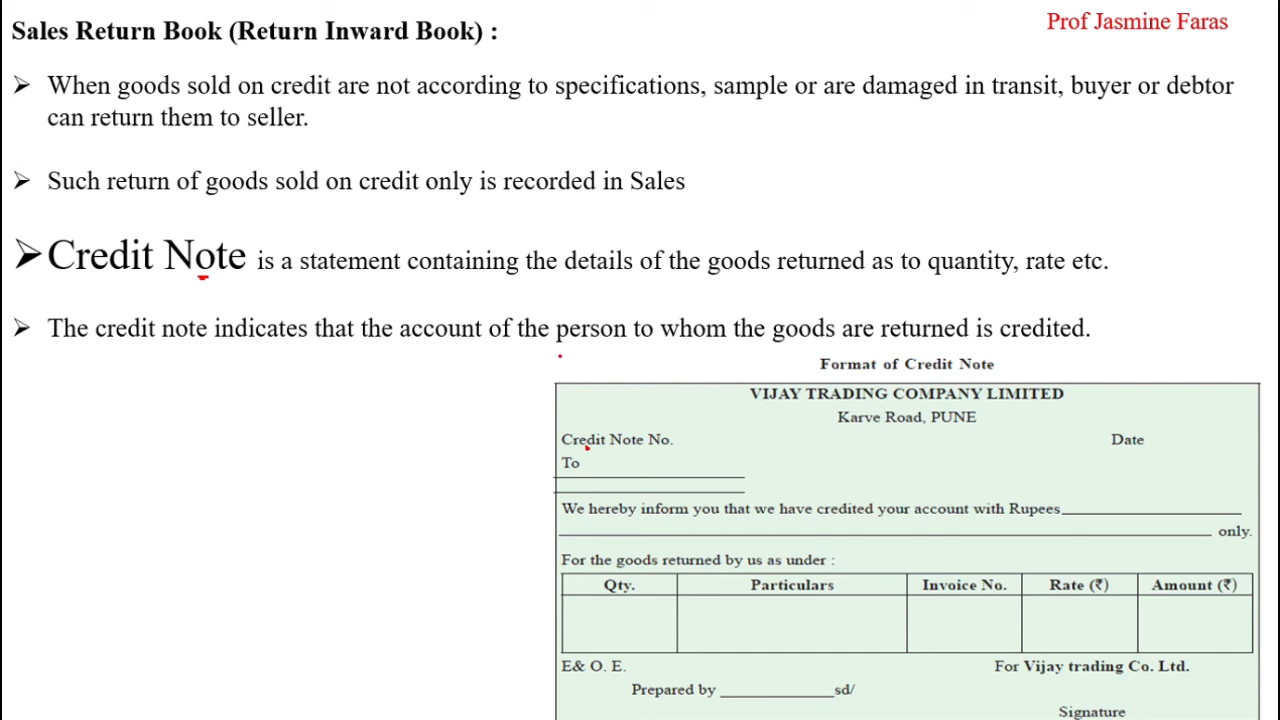 Sales Return Book (Return Inward Book) :
Prof Jasmine Faras
➢ When goods sold on credit are not according to specifications, sample or are damaged in transit, buyer or debtor
can return them to seller.
➢ Such return of goods sold on credit only is recorded in Sales
➢ Credit Note is a statement containing the details of the goods returned as to quantity, rate etc.
➢ The credit note indicates that the account of the person to whom the goods are returned is credited.
Format of Credit Note
VIJAY TRADING COMPANY LIMITED
Karve Road, PUNE
Credit Note No. Date
To
We hereby inform you that we have credited your account with Rupees
only.
For the goods returned by us as under :
Qty. Particulars Invoice No. Rate (₹) Amount (₹)
E& O. E. For Vijay trading Co. Ltd.
Prepared by ____________sd/
Signature